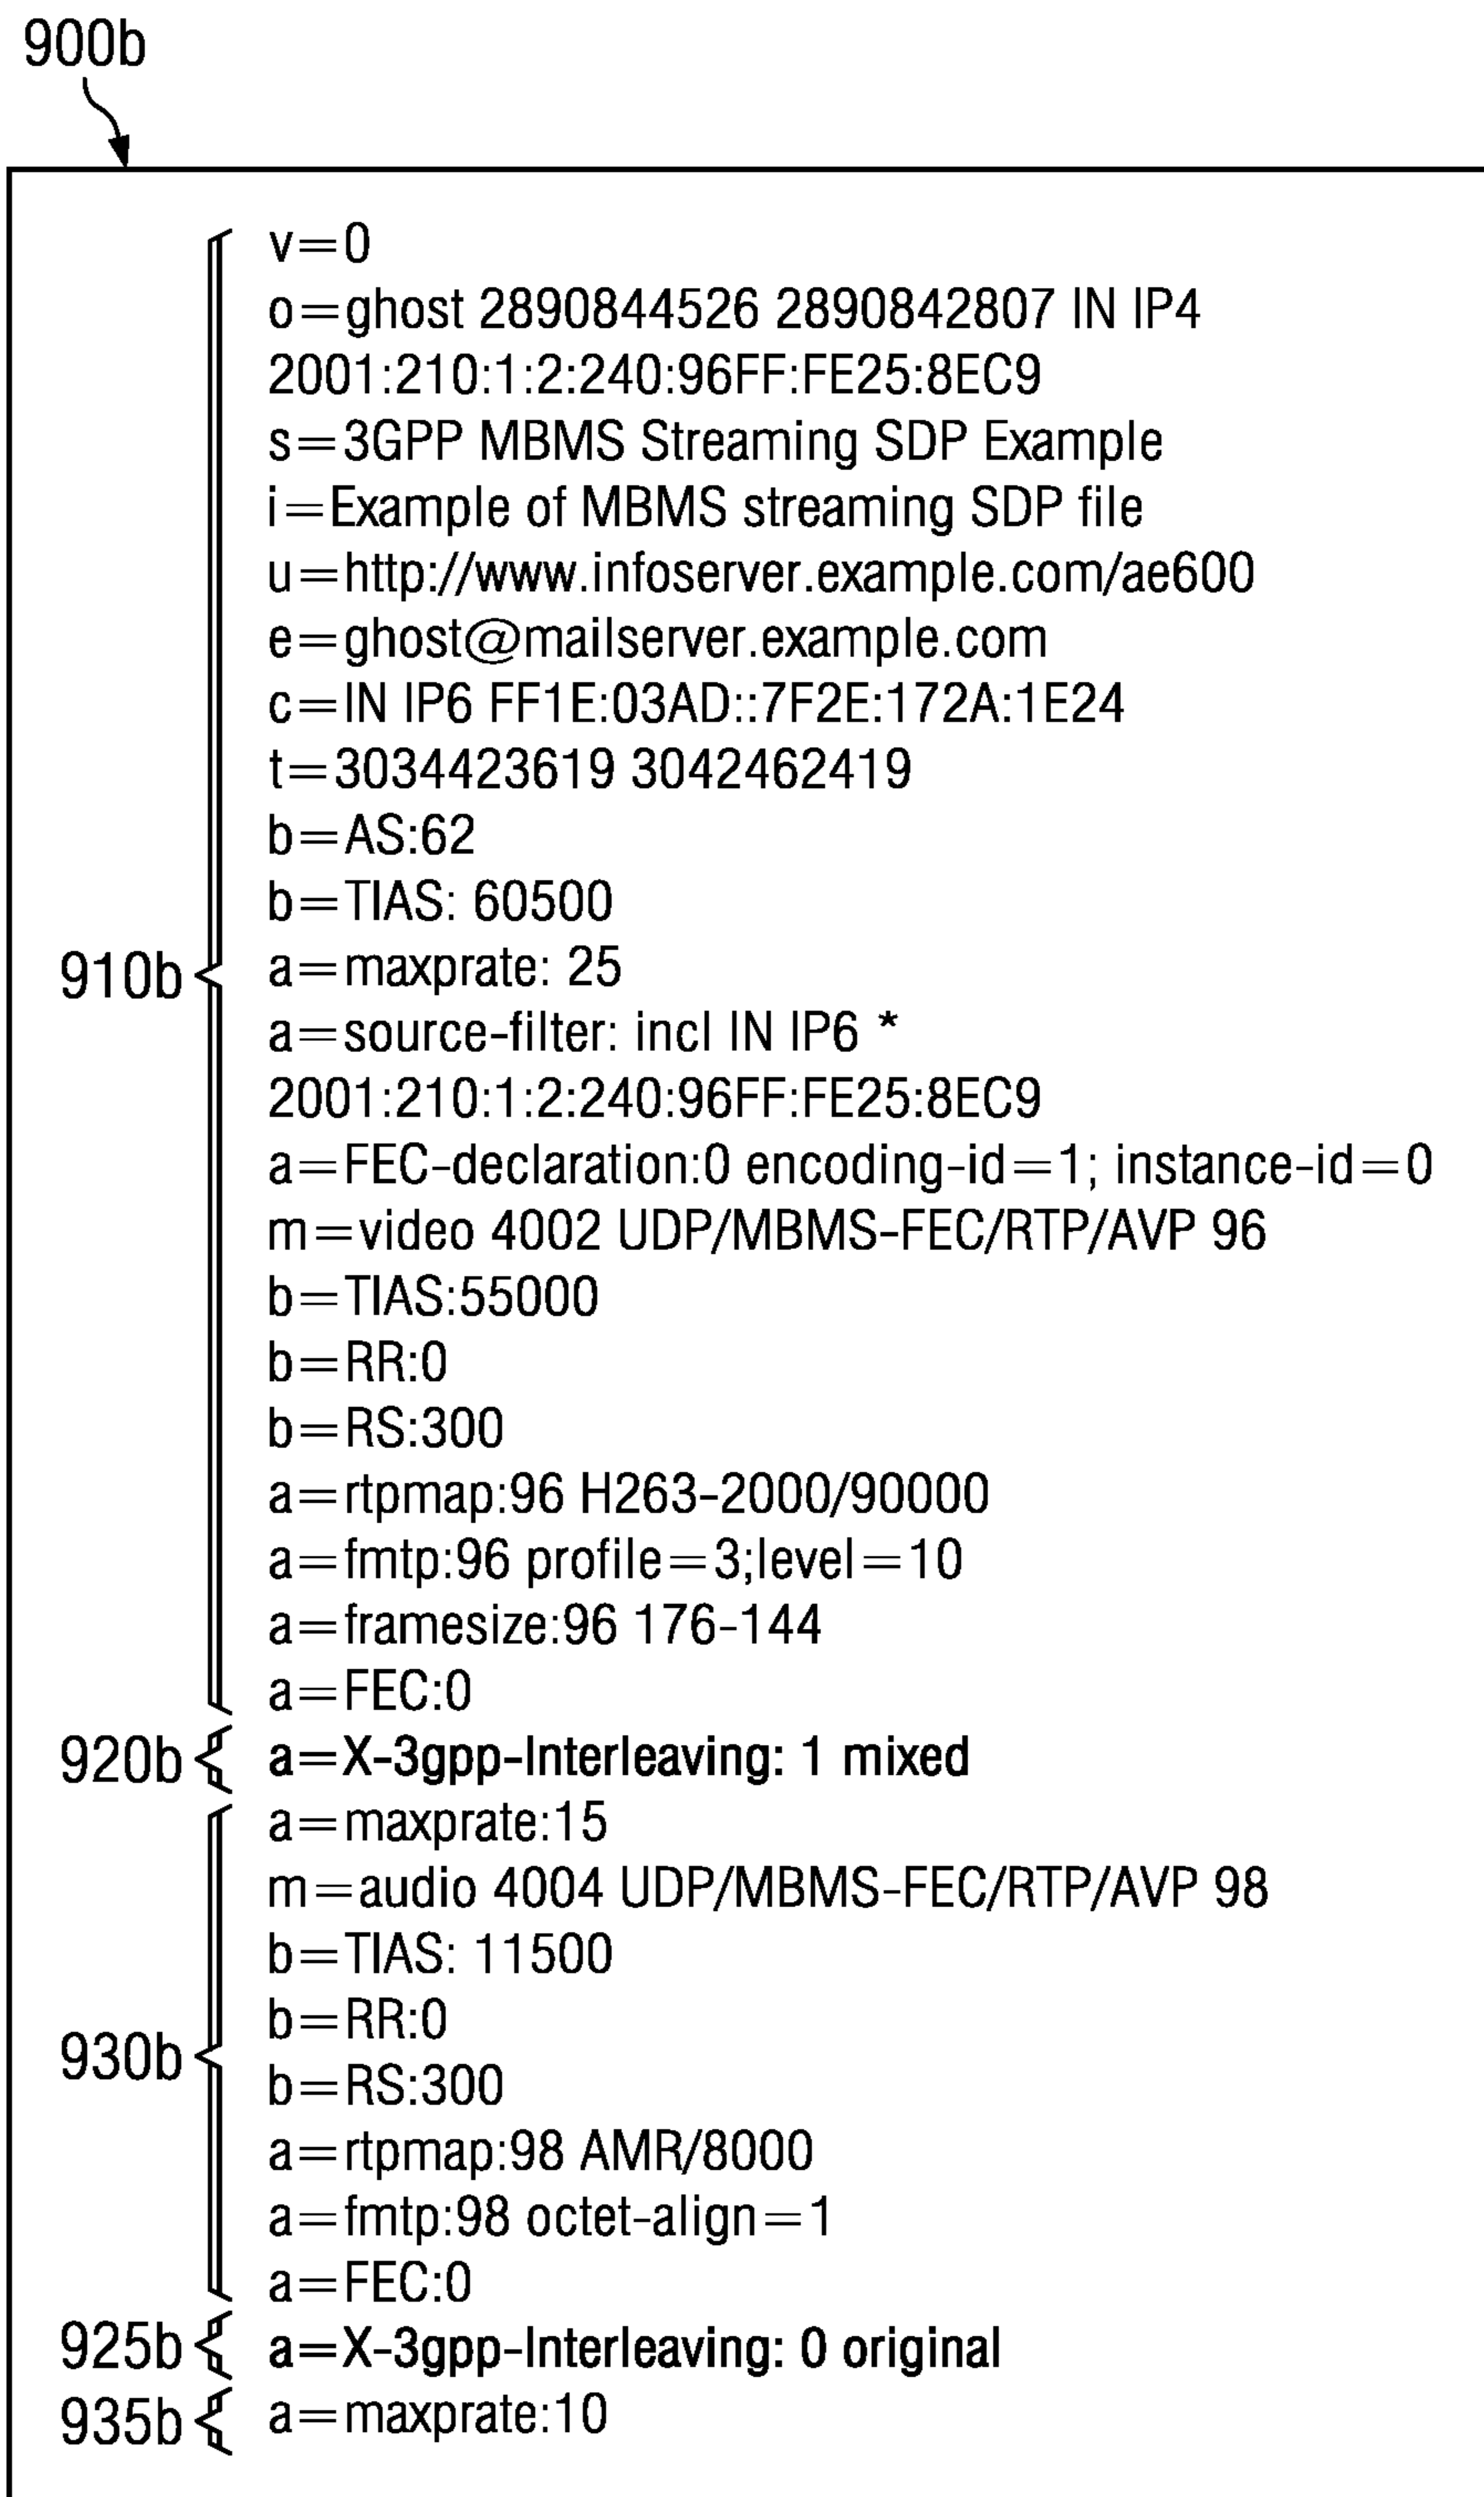 900b
v=0
o=ghost 2890844526 2890842807 IN IP4
2001:210:1:2:240:96FF:FE25:8EC9
s=3GPP MBMS Streaming SDP Example
i=Example of MBMS streaming SDP file
u=http://www.infoserver.example.com/ae600
e=ghost@mailserver.example.com
c=IN IP6 FF1E:03AD::7F2E:172A:1E24
t=3034423619 3042462419
b=AS:62
b=TIAS: 60500
910b a=maxprate: 25
a=source-filter: incl IN IP6 *
2001:210:1:2:240:96FF:FE25:8EC9
a=FEC-declaration:0 encoding-id=1; instance-id=0
m=video 4002 UDP/MBMS-FEC/RTP/AVP 96
b=TIAS:55000
b=RR:0
b=RS:300
a=rtpmap:96 H263-2000/90000
a=fmtp:96 profile=3;level=10
a=framesize:96 176-144
a=FEC:0
920b a=X-3gpp-Interleaving: 1 mixed
a=maxprate:15
m=audio 4004 UDP/MBMS-FEC/RTP/AVP 98
b=TIAS: 11500
b=RR:0
930b b=RS:300
a=rtpmap:98 AMR/8000
a=fmtp:98 octet-align=1
a=FEC:0
925b a=X-3gpp-Interleaving: 0 original
935b a=maxprate:10